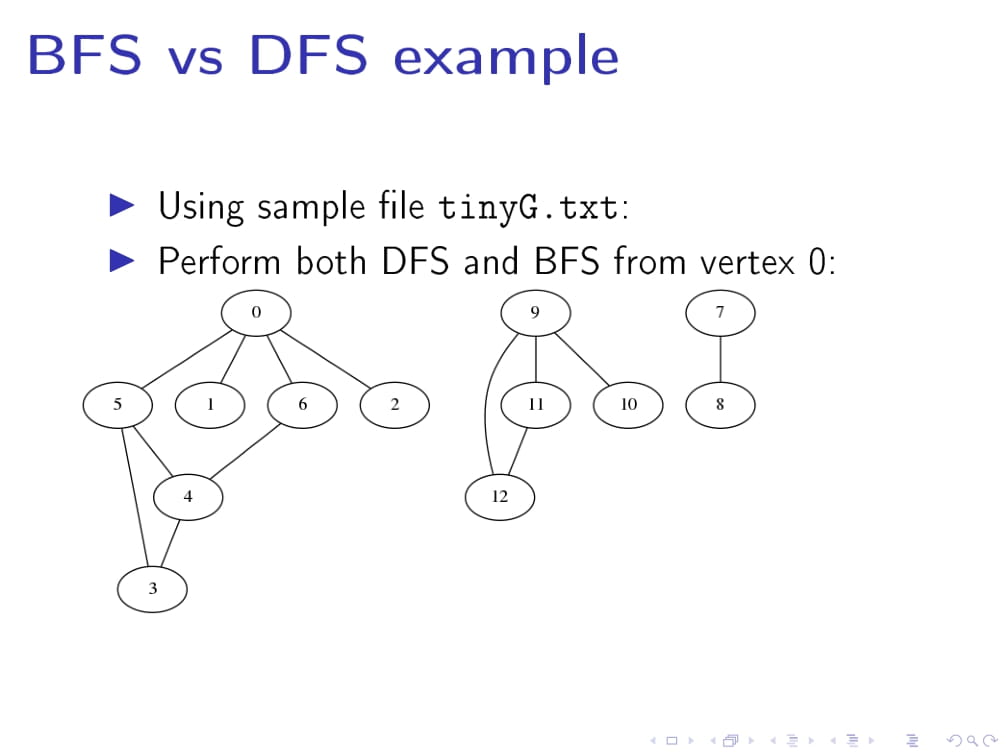 BFS vs DFS example
Using sample file tinyG.txt:
Perform both DFS and BFS from vertex 0:
0 9 7
5 1 6 2 11 10 8
4 12
3